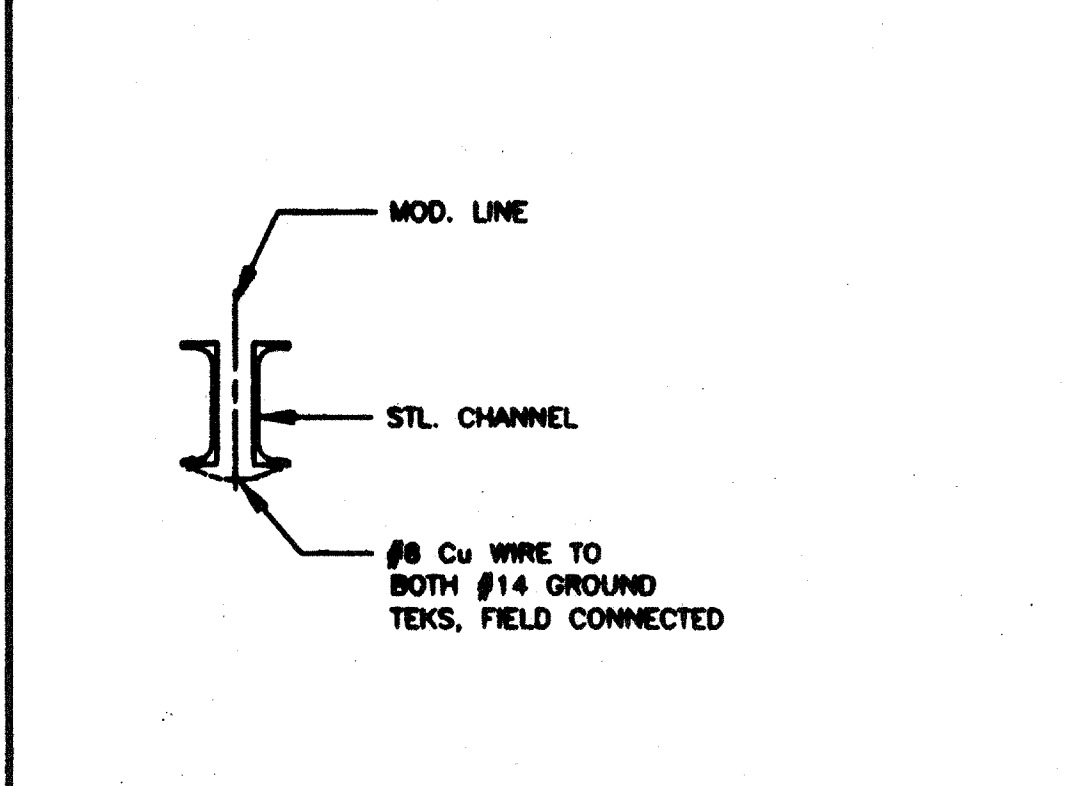 MOD. LINE
STL. CHANNEL
#8 Cu WIRE TO
BOTH #14 GROUND
TEKS, FIELD CONNECTED